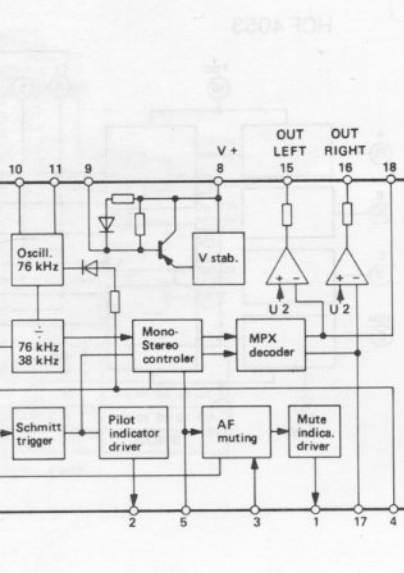 HCF 4053
OUT OUT
V+ LEFT RIGHT
10 11 9 8 15 16 18
Oscill.
76 kHz
V stab.
+ − + −
U 2 U 2
÷
76 kHz
38 kHz
Mono-
Stereo
controler
MPX
decoder
Schmitt
trigger
Pilot
indicator
driver
AF
muting
Mute
indica.
driver
2 5 3 1 17 4